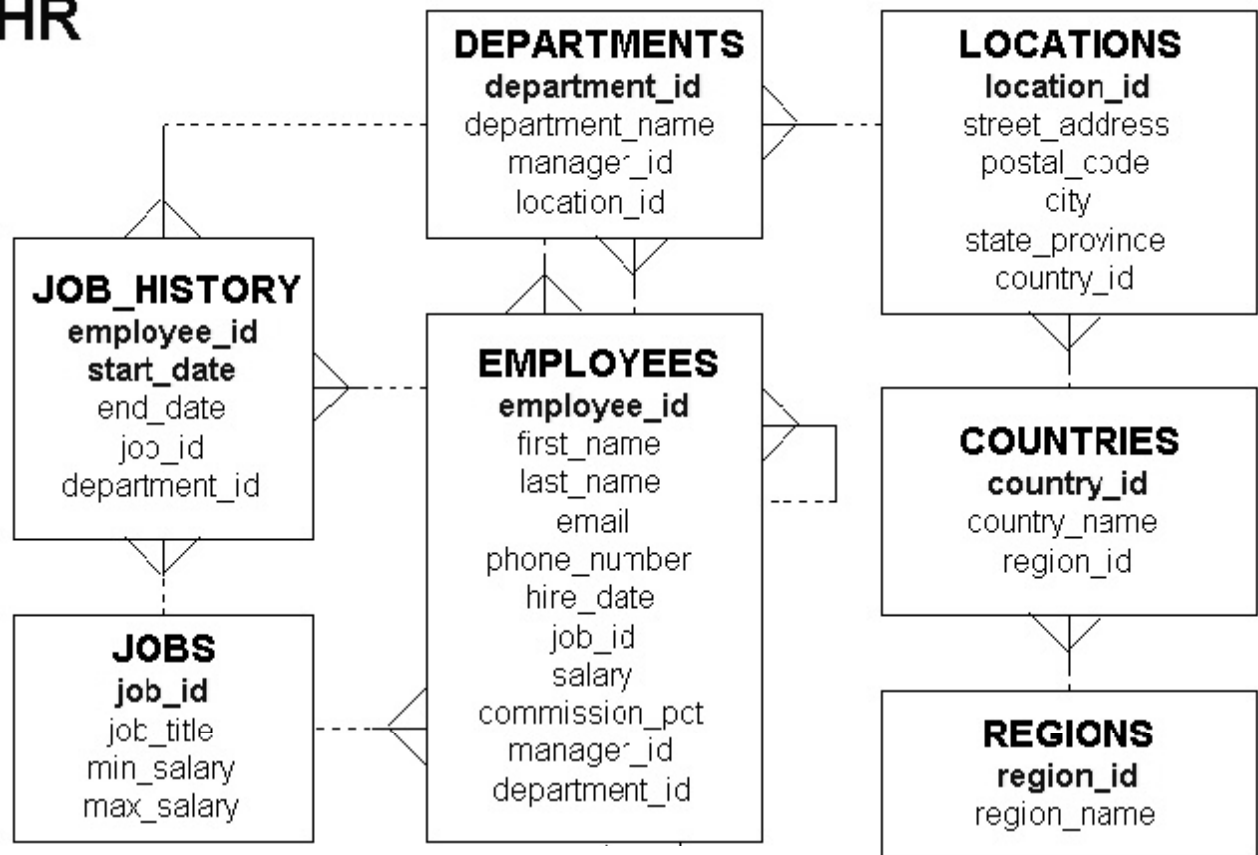 HR
DEPARTMENTS
department_id
department_name
manager_id
location_id
LOCATIONS
location_id
street_address
postal_code
city
state_province
country_id
JOB_HISTORY
employee_id
start_date
end_date
job_id
department_id
EMPLOYEES
employee_id
first_name
last_name
email
phone_number
hire_date
job_id
salary
commission_pct
manager_id
department_id
COUNTRIES
country_id
country_name
region_id
JOBS
job_id
job_title
min_salary
max_salary
REGIONS
region_id
region_name